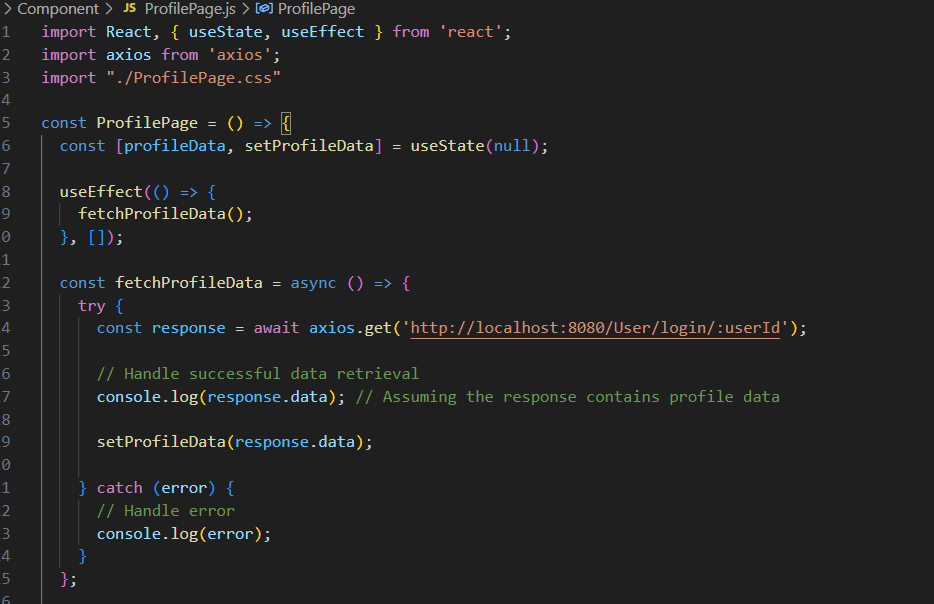 > Component > JS ProfilePage.js > ProfilePage
1 import React, { useState, useEffect } from 'react';
2 import axios from 'axios';
3 import "./ProfilePage.css"
4
5 const ProfilePage = () => {
6   const [profileData, setProfileData] = useState(null);
7
8   useEffect(() => {
9     fetchProfileData();
0   }, []);
1
2   const fetchProfileData = async () => {
3     try {
4       const response = await axios.get('http://localhost:8080/User/login/:userId');
5
6       // Handle successful data retrieval
7       console.log(response.data); // Assuming the response contains profile data
8
9       setProfileData(response.data);
0
1     } catch (error) {
2       // Handle error
3       console.log(error);
4     }
5   };
6